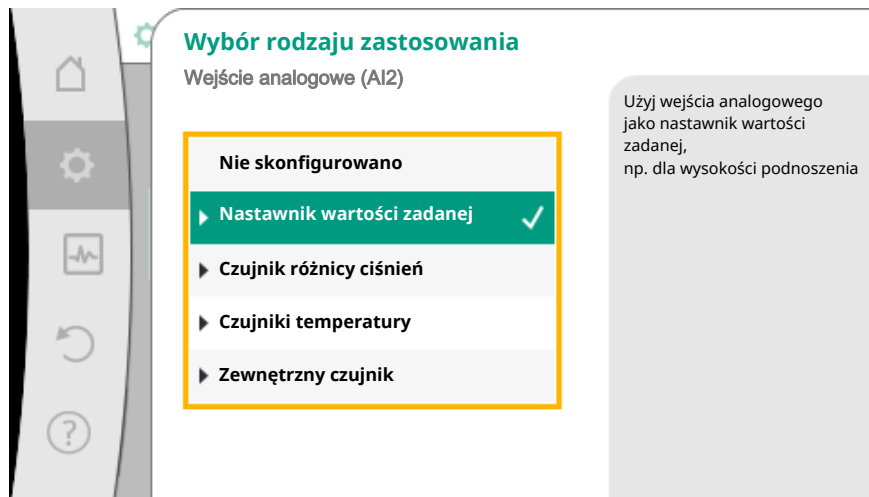 Wybór rodzaju zastosowania
Wejście analogowe (AI2)
Nie skonfigurowano
Nastawnik wartości zadanej
Czujnik różnicy ciśnień
Czujniki temperatury
Zewnętrzny czujnik
Użyj wejścia analogowego
jako nastawnik wartości
zadanej,
np. dla wysokości podnoszenia
?